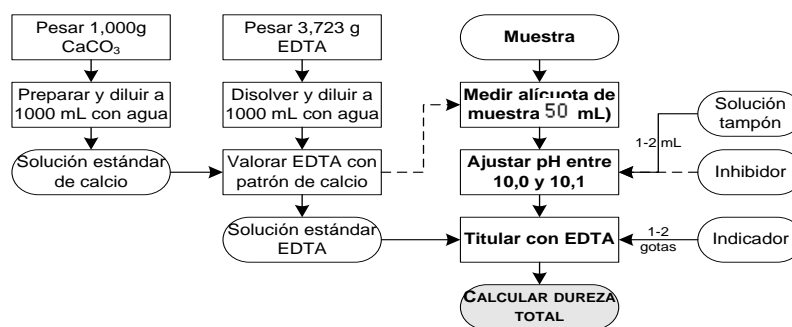 Pesar 1,000g
CaCO₃
Pesar 3,723 g
EDTA
Muestra
Preparar y diluir a
1000 mL con agua
Disolver y diluir a
1000 mL con agua
Medir alícuota de
muestra 50 mL)
Solución
tampón
1-2 mL
Solución estándar
de calcio
Valorar EDTA con
patrón de calcio
Ajustar pH entre
10,0 y 10,1
Inhibidor
Solución estándar
EDTA
Titular con EDTA
1-2
gotas
Indicador
CALCULAR DUREZA
TOTAL